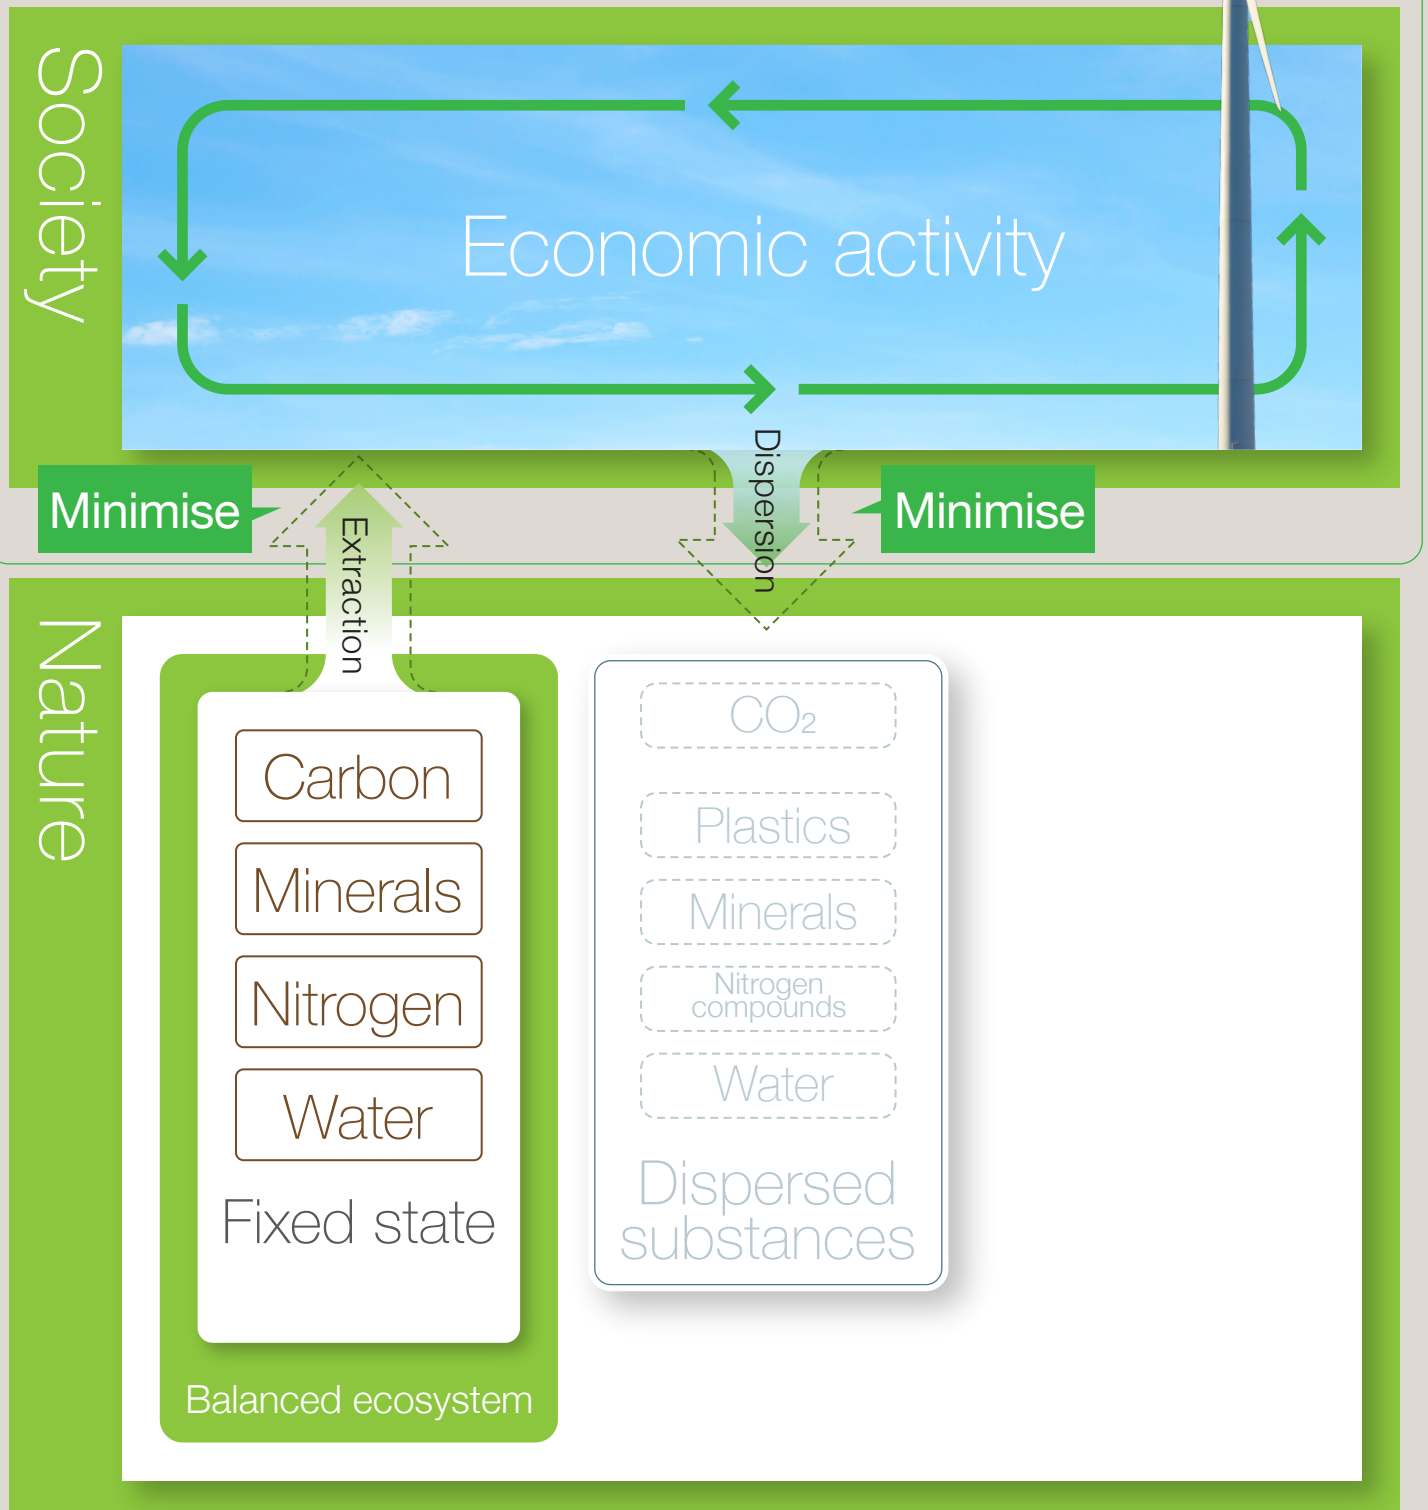 Society
Economic activity
Minimise
Extraction
Dispersion
Minimise
Nature
Carbon
Minerals
Nitrogen
Water
Fixed state
Balanced ecosystem
CO₂
Plastics
Minerals
Nitrogen
compounds
Water
Dispersed
substances